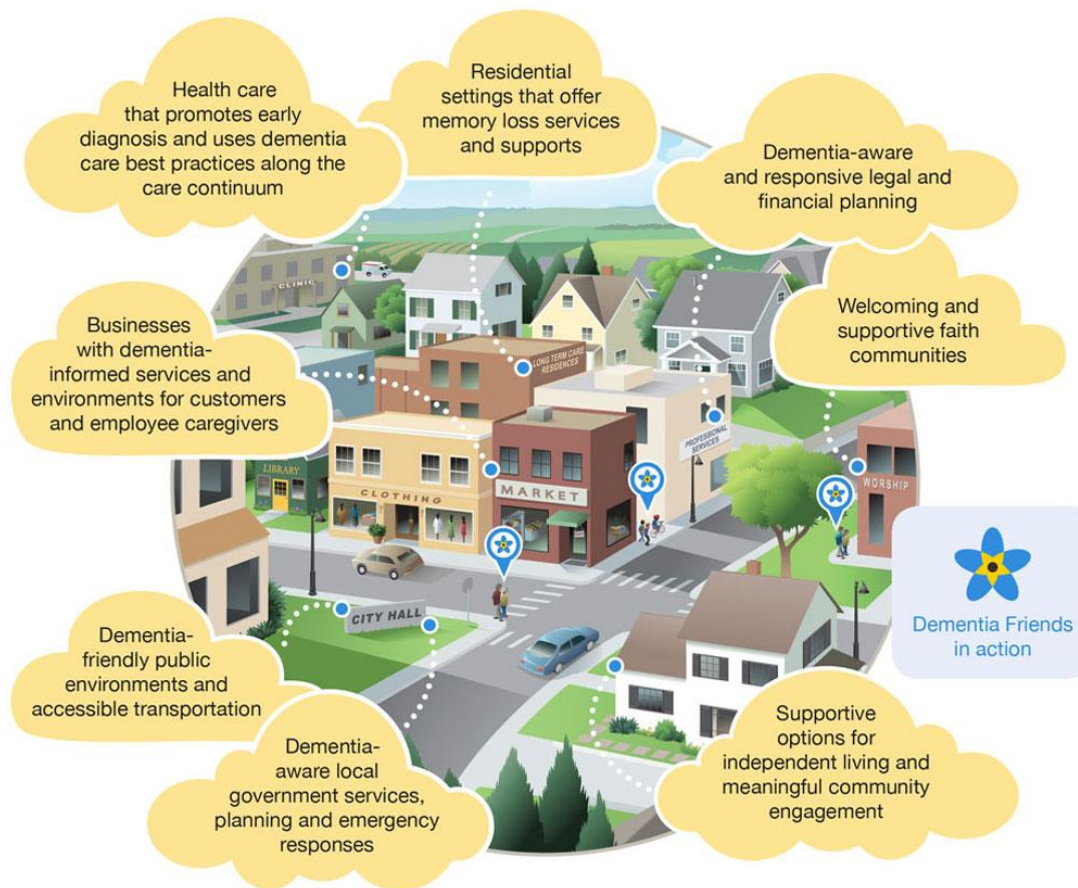 Health care
that promotes early
diagnosis and uses dementia
care best practices along the
care continuum
Residential
settings that offer
memory loss services
and supports
Dementia-aware
and responsive legal and
financial planning
Welcoming and
supportive faith
communities
Businesses
with dementia-
informed services and
environments for customers
and employee caregivers
CLINIC
LONG TERM CARE
RESIDENCES
PROFESSIONAL
SERVICES
LIBRARY
CLOTHING
MARKET
WORSHIP
CITY HALL
Dementia Friends
in action
Dementia-
friendly public
environments and
accessible transportation
Dementia-
aware local
government services,
planning and emergency
responses
Supportive
options for
independent living and
meaningful community
engagement